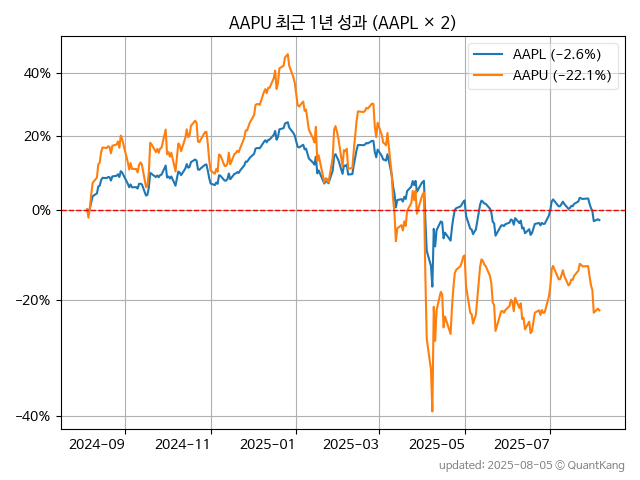 AAPU 최근 1년 성과 (AAPL × 2)
AAPL (−2.6%)
AAPU (−22.1%)
40%
20%
0%
−20%
−40%
2024-09 2024-11 2025-01 2025-03 2025-05 2025-07
updated: 2025-08-05 © QuantKang